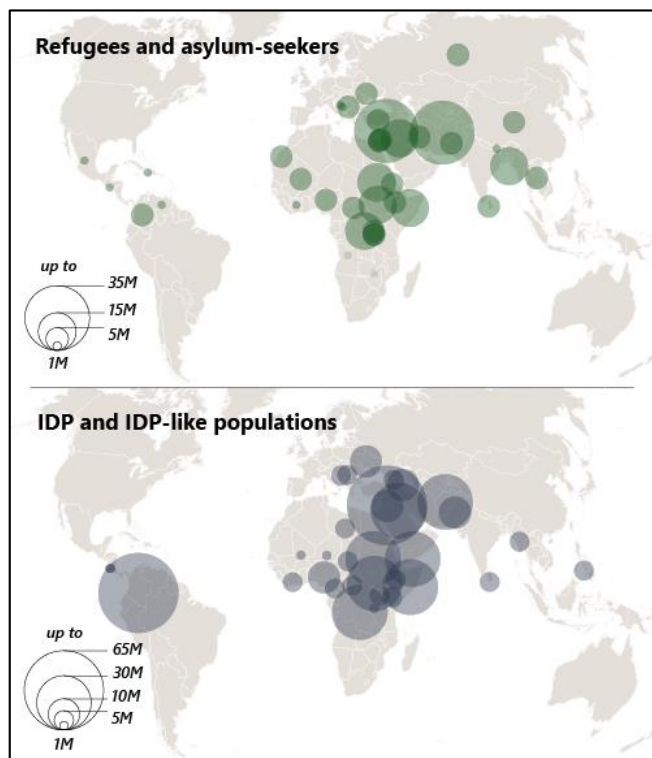 Refugees and asylum-seekers
up to
35M
15M
5M
1M
IDP and IDP-like populations
up to
65M
30M
10M
5M
1M